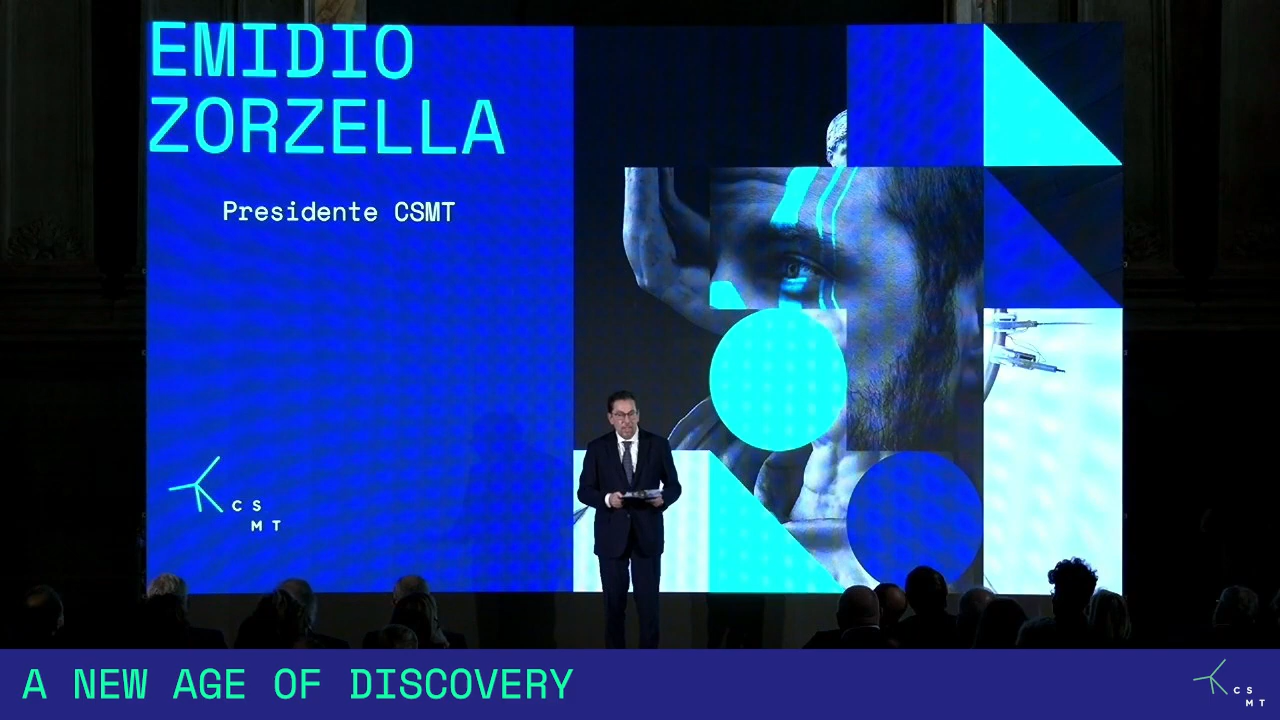 EMIDIO
ZORZELLA
Presidente CSMT
CS
MT
A NEW AGE OF DISCOVERY
CS
MT